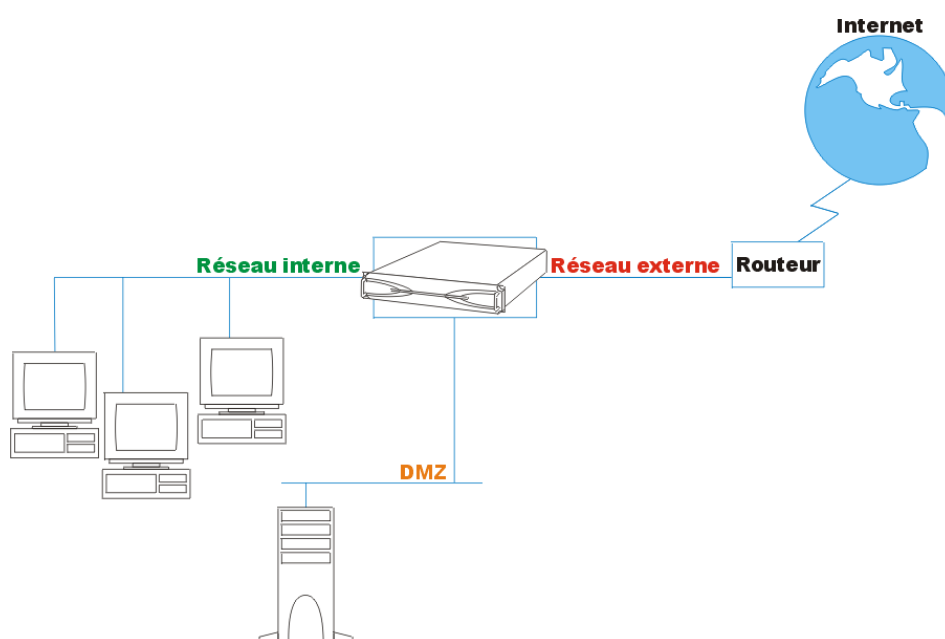 Internet
Réseau interne
Réseau externe
Routeur
DMZ